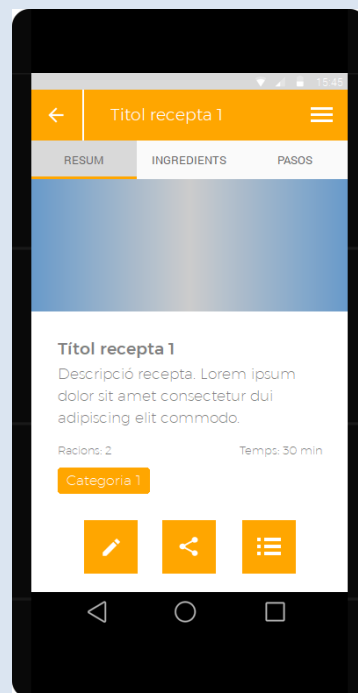 15:45
Titol recepta 1
RESUM INGREDIENTS PASOS
Títol recepta 1
Descripció recepta. Lorem ipsum
dolor sit amet consectetur dui
adipiscing elit commodo.
Racions: 2 Temps: 30 min
Categoria 1